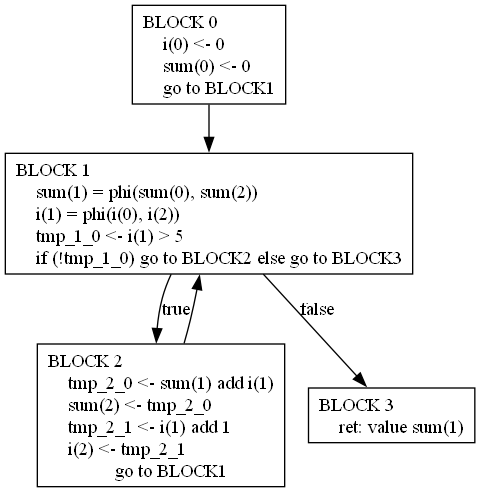 BLOCK 0
i(0) <- 0
sum(0) <- 0
go to BLOCK1
BLOCK 1
sum(1) = phi(sum(0), sum(2))
i(1) = phi(i(0), i(2))
tmp_1_0 <- i(1) > 5
if (!tmp_1_0) go to BLOCK2 else go to BLOCK3
true
false
BLOCK 2
tmp_2_0 <- sum(1) add i(1)
sum(2) <- tmp_2_0
tmp_2_1 <- i(1) add 1
i(2) <- tmp_2_1
go to BLOCK1
BLOCK 3
ret: value sum(1)